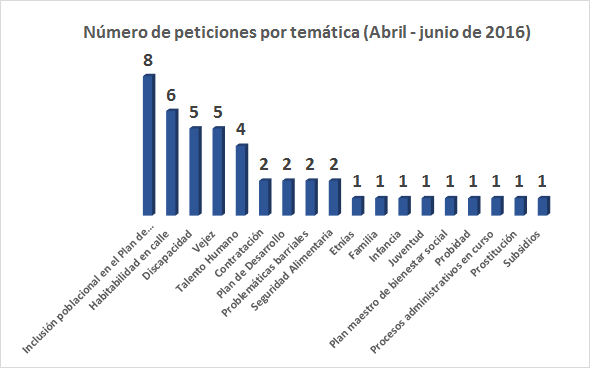 Número de peticiones por temática (Abril - junio de 2016)
8
6
5
5
4
2
2
2
2
1
1
1
1
1
1
1
1
1
Inclusión poblacional en el Plan de...
Habitabilidad en calle
Discapacidad
Vejez
Talento Humano
Contratación
Plan de Desarrollo
Problemáticas barriales
Seguridad Alimentaria
Etnias
Familia
Infancia
Juventud
Plan maestro de bienestar social
Probidad
Procesos administrativos en curso
Prostitución
Subsidios